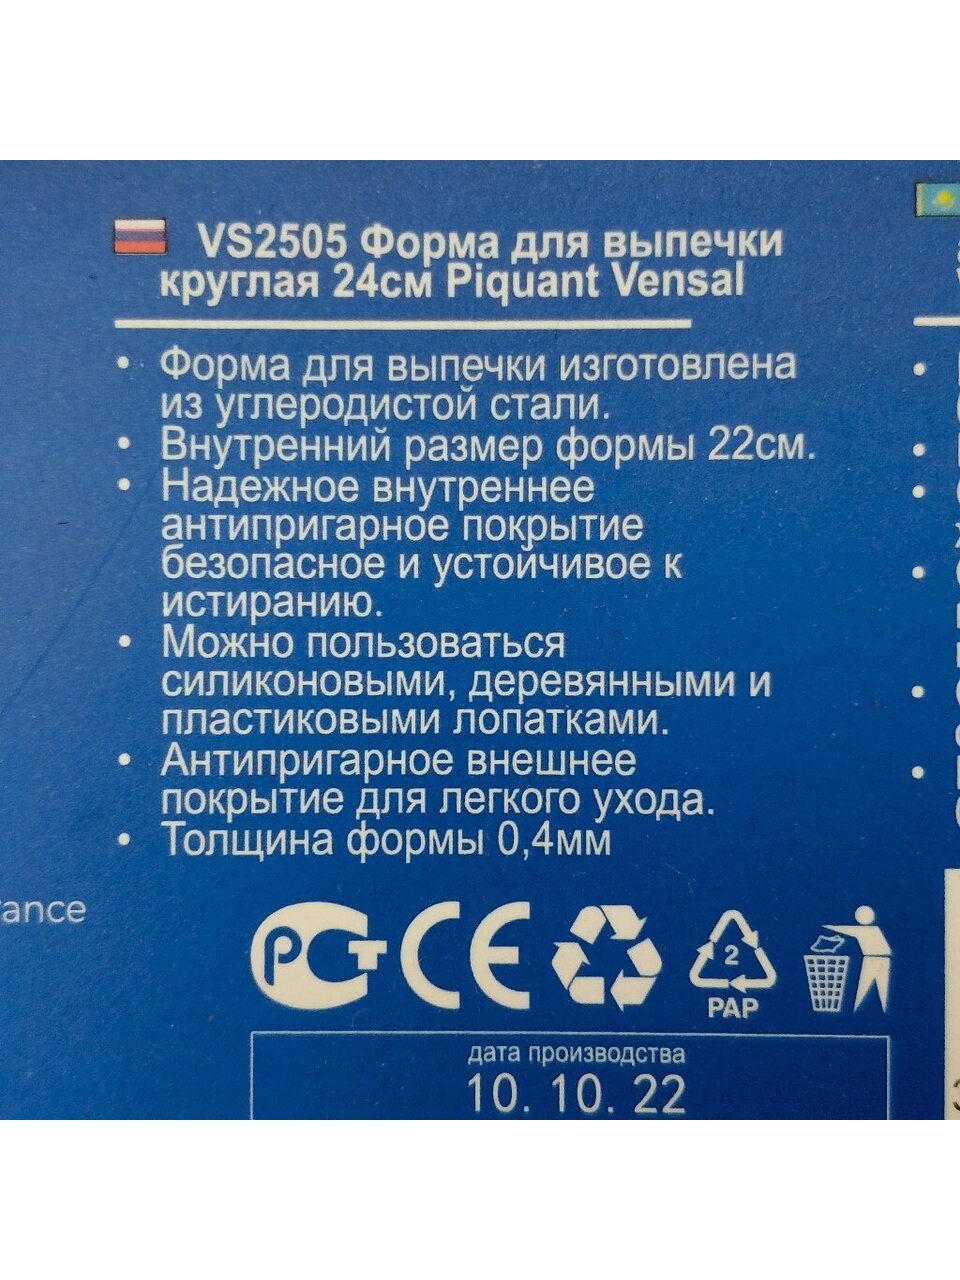 VS2505 Форма для выпечки
круглая 24см Piquant Vensal
• Форма для выпечки изготовлена
из углеродистой стали.
• Внутренний размер формы 22см.
• Надежное внутреннее
антипригарное покрытие
безопасное и устойчивое к
истиранию.
• Можно пользоваться
силиконовыми, деревянными и
пластиковыми лопатками.
• Антипригарное внешнее
покрытие для легкого ухода.
• Толщина формы 0,4мм
ance
РСТ CE 2
PAP
дата производства
10. 10. 22